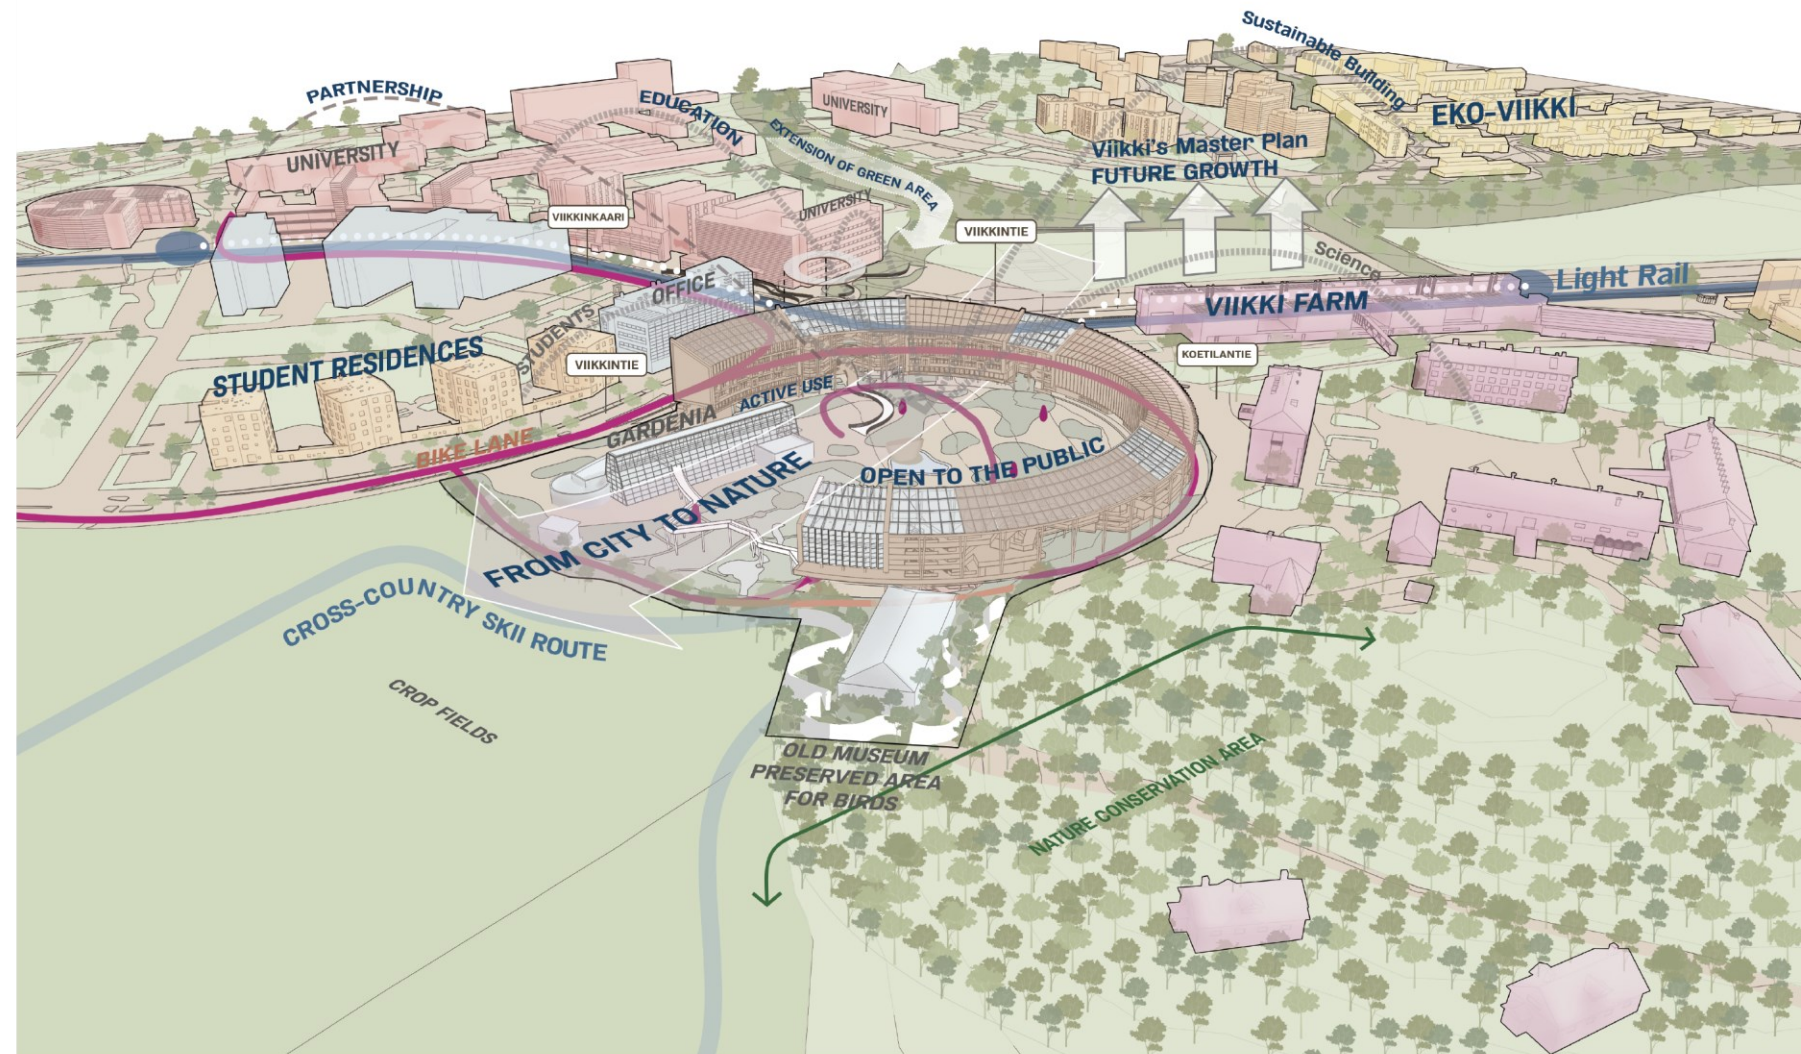 Sustainable Building
PARTNERSHIP
EDUCATION
UNIVERSITY
EKO-VIIKKI
EXTENSION OF GREEN AREA
Viikki's Master Plan
FUTURE GROWTH
UNIVERSITY
UNIVERSITY
VIIKKINKAARI
VIIKKINTIE
Science
Light Rail
OFFICE
VIIKKI FARM
STUDENTS
STUDENT RESIDENCES
VIIKKINTIE
KOETILANTIE
ACTIVE USE
GARDENIA
BIKE LANE
OPEN TO THE PUBLIC
FROM CITY TO NATURE
CROSS-COUNTRY SKII ROUTE
CROP FIELDS
OLD MUSEUM
PRESERVED AREA
FOR BIRDS
NATURE CONSERVATION AREA